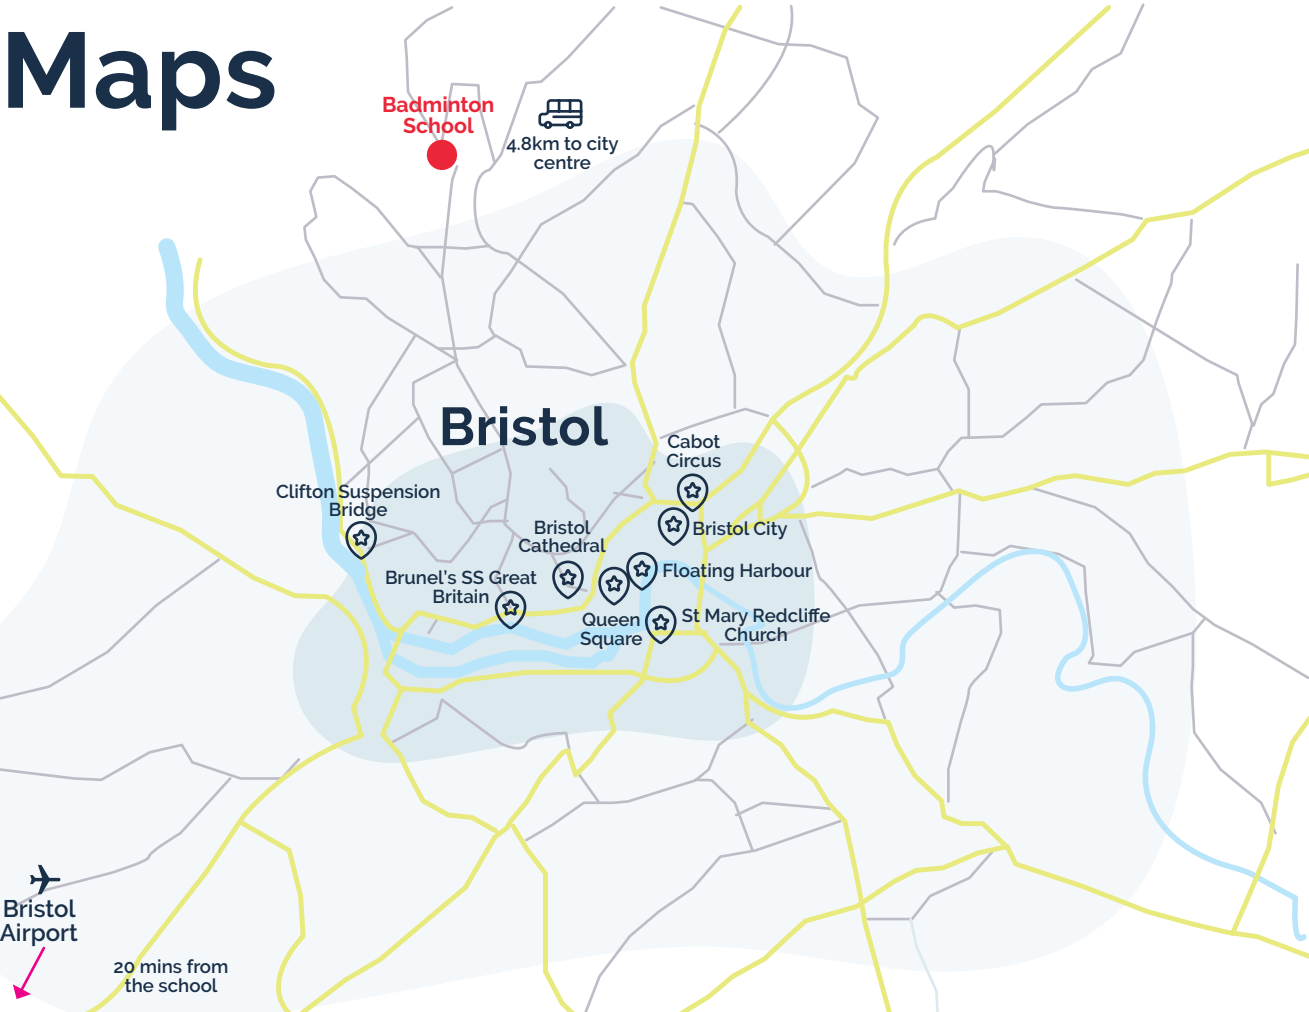 Maps
Badminton
School
4.8km to city
centre
Bristol
Cabot
Circus
Clifton Suspension
Bridge
Bristol
Cathedral
Bristol City
Brunel's SS Great
Britain
Floating Harbour
Queen
Square
St Mary Redcliffe
Church
Bristol
Airport
20 mins from
the school